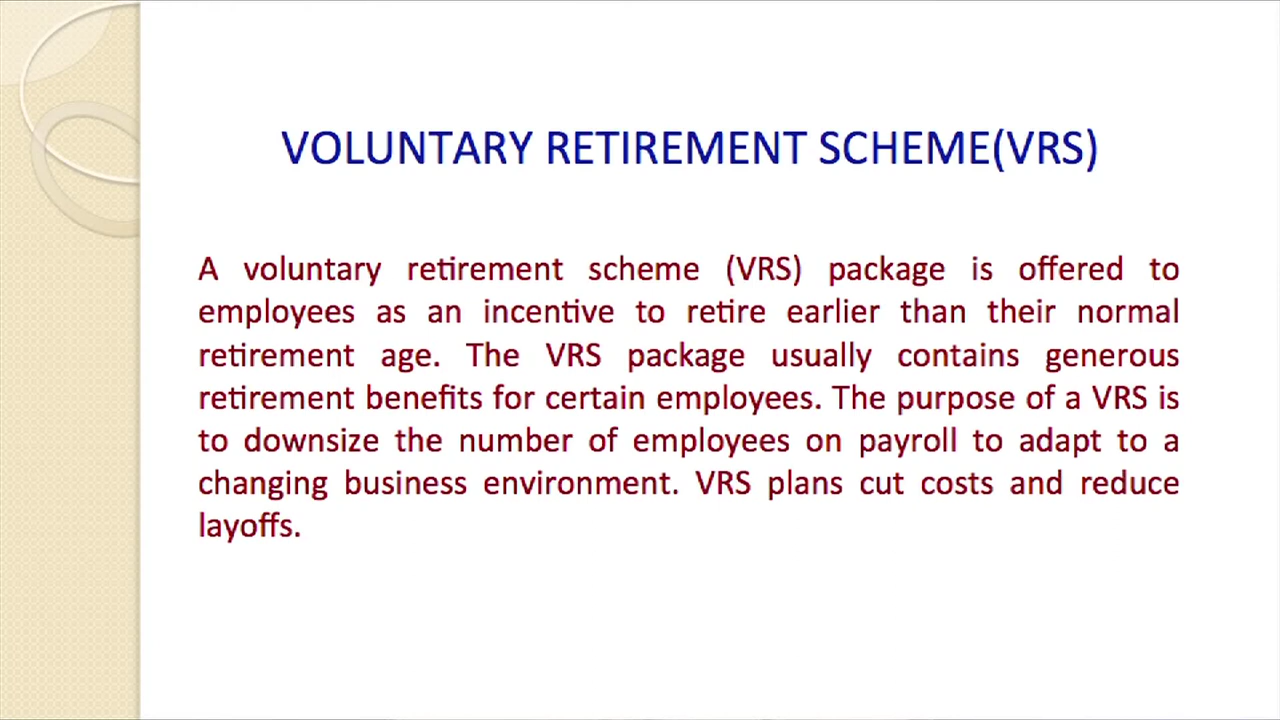 VOLUNTARY RETIREMENT SCHEME(VRS)
A voluntary retirement scheme (VRS) package is offered to
employees as an incentive to retire earlier than their normal
retirement age. The VRS package usually contains generous
retirement benefits for certain employees. The purpose of a VRS is
to downsize the number of employees on payroll to adapt to a
changing business environment. VRS plans cut costs and reduce
layoffs.